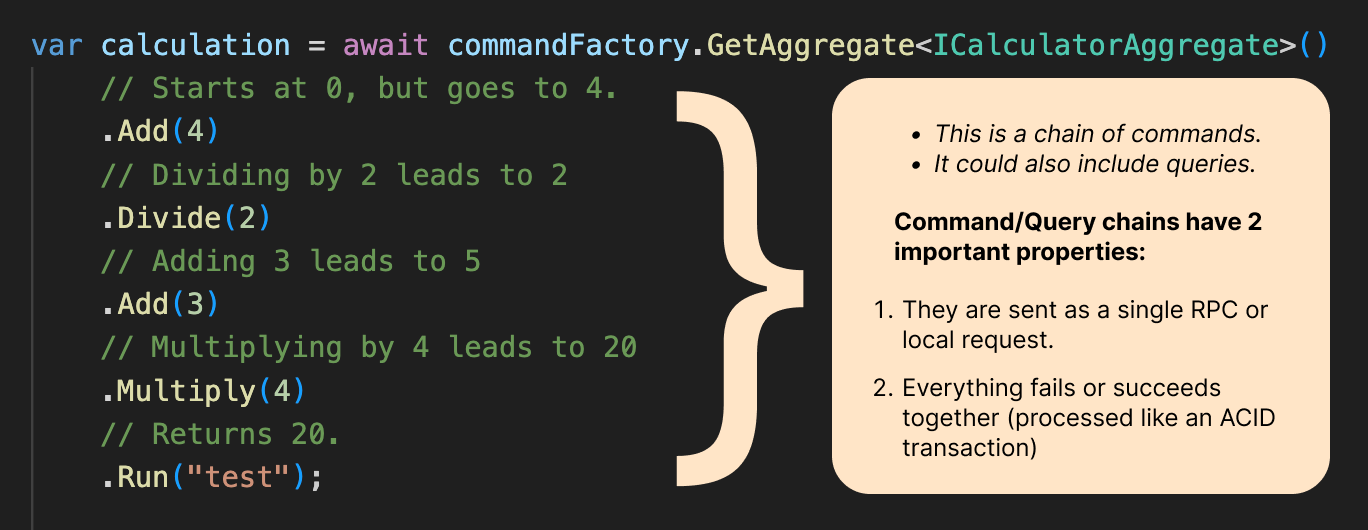 var calculation = await commandFactory.GetAggregate<ICalculatorAggregate>()
// Starts at 0, but goes to 4.
.Add(4)
// Dividing by 2 leads to 2
.Divide(2)
// Adding 3 leads to 5
.Add(3)
// Multiplying by 4 leads to 20
.Multiply(4)
// Returns 20.
.Run("test");
}
• This is a chain of commands.
• It could also include queries.
Command/Query chains have 2
important properties:
1. They are sent as a single RPC or
local request.
2. Everything fails or succeeds
together (processed like an ACID
transaction)